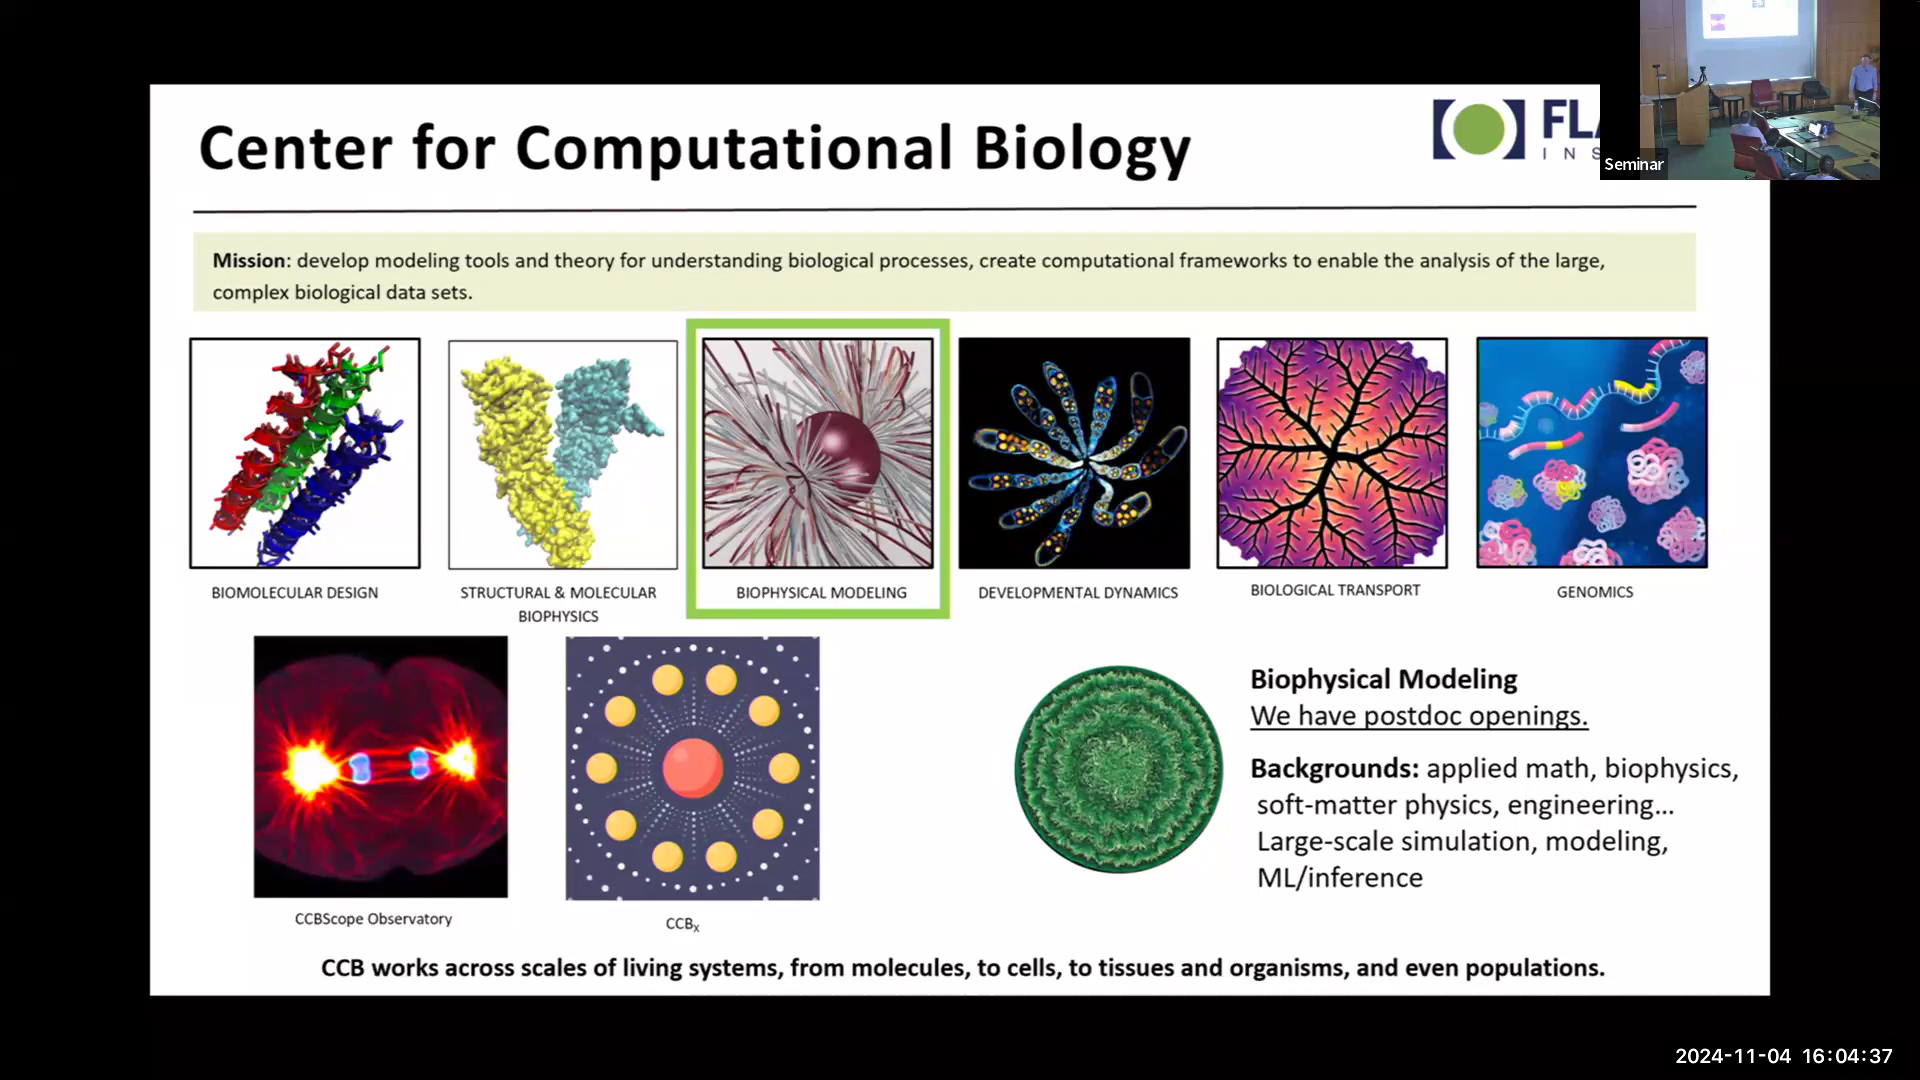 Center for Computational Biology
Seminar
Mission: develop modeling tools and theory for understanding biological processes, create computational frameworks to enable the analysis of the large,
complex biological data sets.
BIOMOLECULAR DESIGN
STRUCTURAL & MOLECULAR
BIOPHYSICS
BIOPHYSICAL MODELING
DEVELOPMENTAL DYNAMICS
BIOLOGICAL TRANSPORT
GENOMICS
Biophysical Modeling
We have postdoc openings.
Backgrounds: applied math, biophysics,
soft-matter physics, engineering...
Large-scale simulation, modeling,
ML/inference
CCBScope Observatory
CCBx
CCB works across scales of living systems, from molecules, to cells, to tissues and organisms, and even populations.
2024-11-04 16:04:37